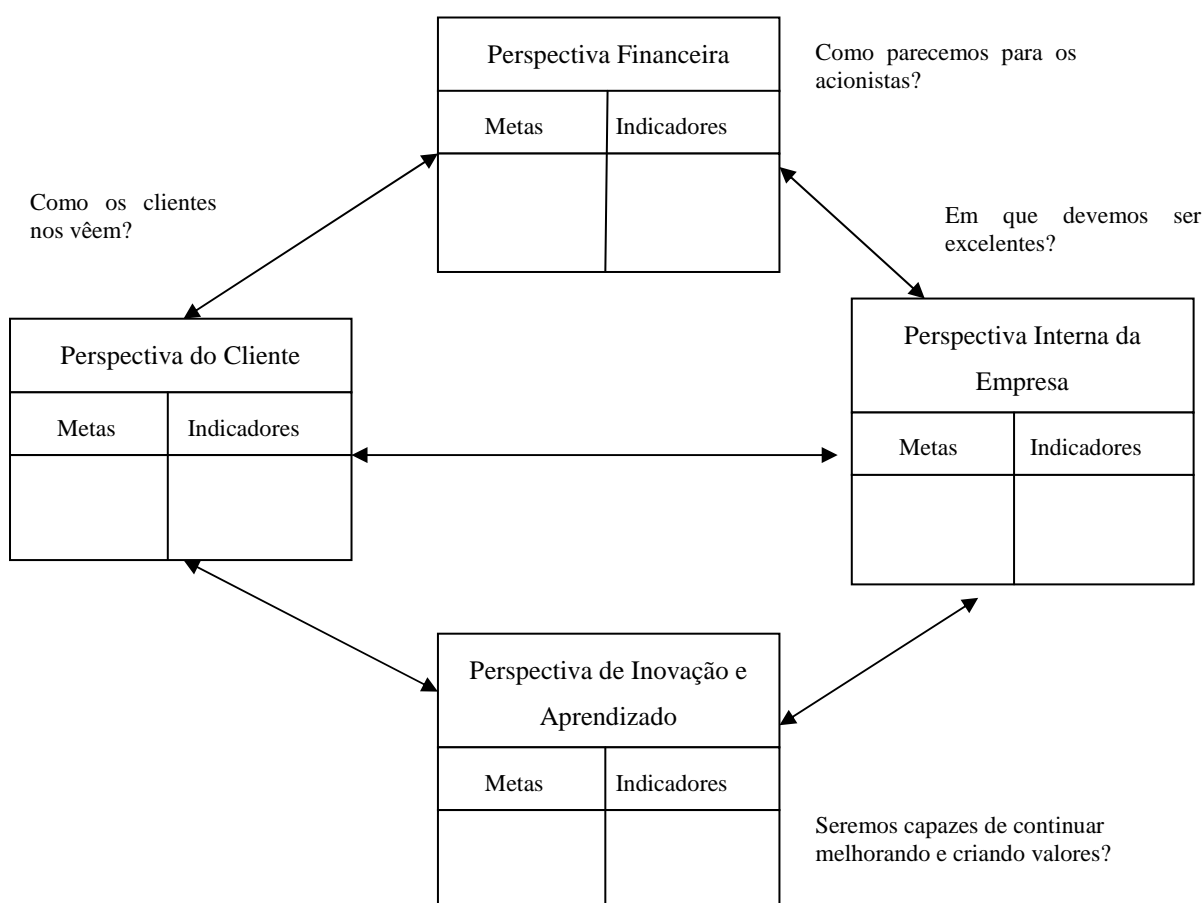 Perspectiva Financeira
Como parecemos para os
acionistas?
Metas
Indicadores
Como os clientes
nos vêem?
Em que devemos ser
excelentes?
Perspectiva do Cliente
Metas
Indicadores
Perspectiva Interna da
Empresa
Metas
Indicadores
Perspectiva de Inovação e
Aprendizado
Metas
Indicadores
Seremos capazes de continuar
melhorando e criando valores?